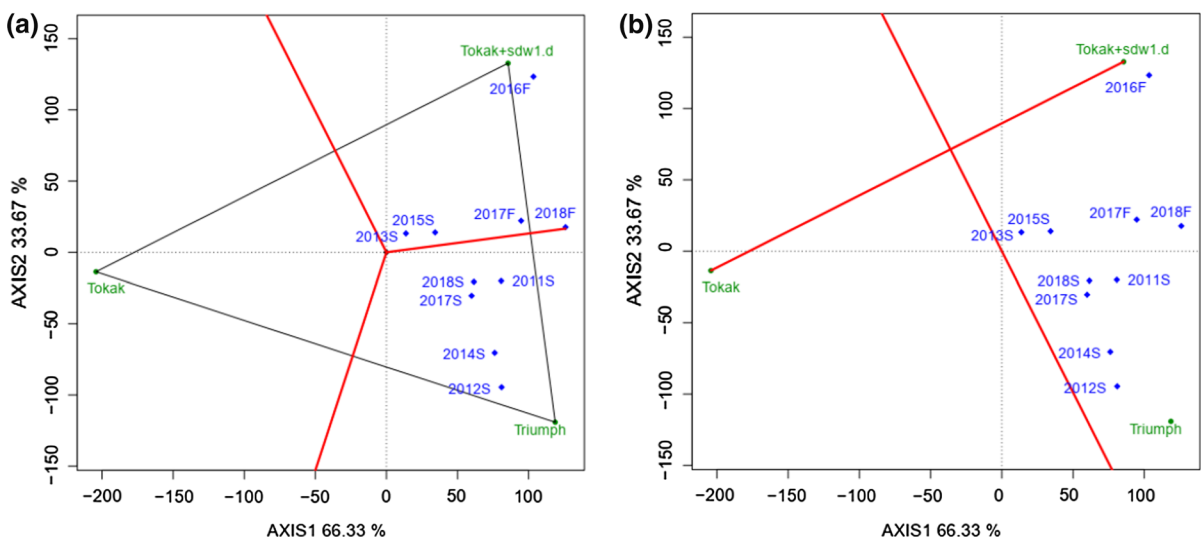 (a)
150
100
50
0
−50
−100
−150
AXIS2 33.67 %
Tokak+sdw1.d
2016F
2015S
2017F
2018F
2013S
2018S
2011S
2017S
Tokak
2014S
2012S
Triumph
−200
−150
−100
−50
0
50
100
AXIS1 66.33 %
(b)
150
100
50
0
−50
−100
−150
AXIS2 33.67 %
Tokak+sdw1.d
2016F
2015S
2017F
2018F
2013S
2018S
2011S
2017S
Tokak
2014S
2012S
Triumph
−200
−150
−100
−50
0
50
100
AXIS1 66.33 %